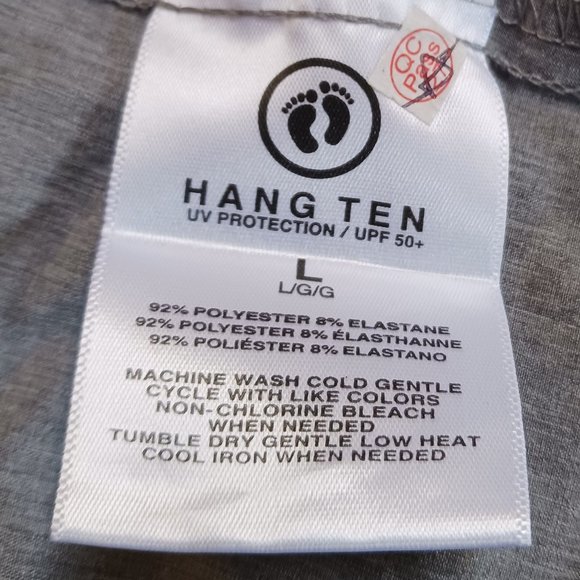 QC
Pass
HANG TEN
UV PROTECTION / UPF 50+
L
L/G/G
92% POLYESTER 8% ELASTANE
92% POLYESTER 8% ÉLASTHANNE
92% POLIÉSTER 8% ELASTANO
MACHINE WASH COLD GENTLE
CYCLE WITH LIKE COLORS
NON-CHLORINE BLEACH
WHEN NEEDED
TUMBLE DRY GENTLE LOW HEAT
COOL IRON WHEN NEEDED